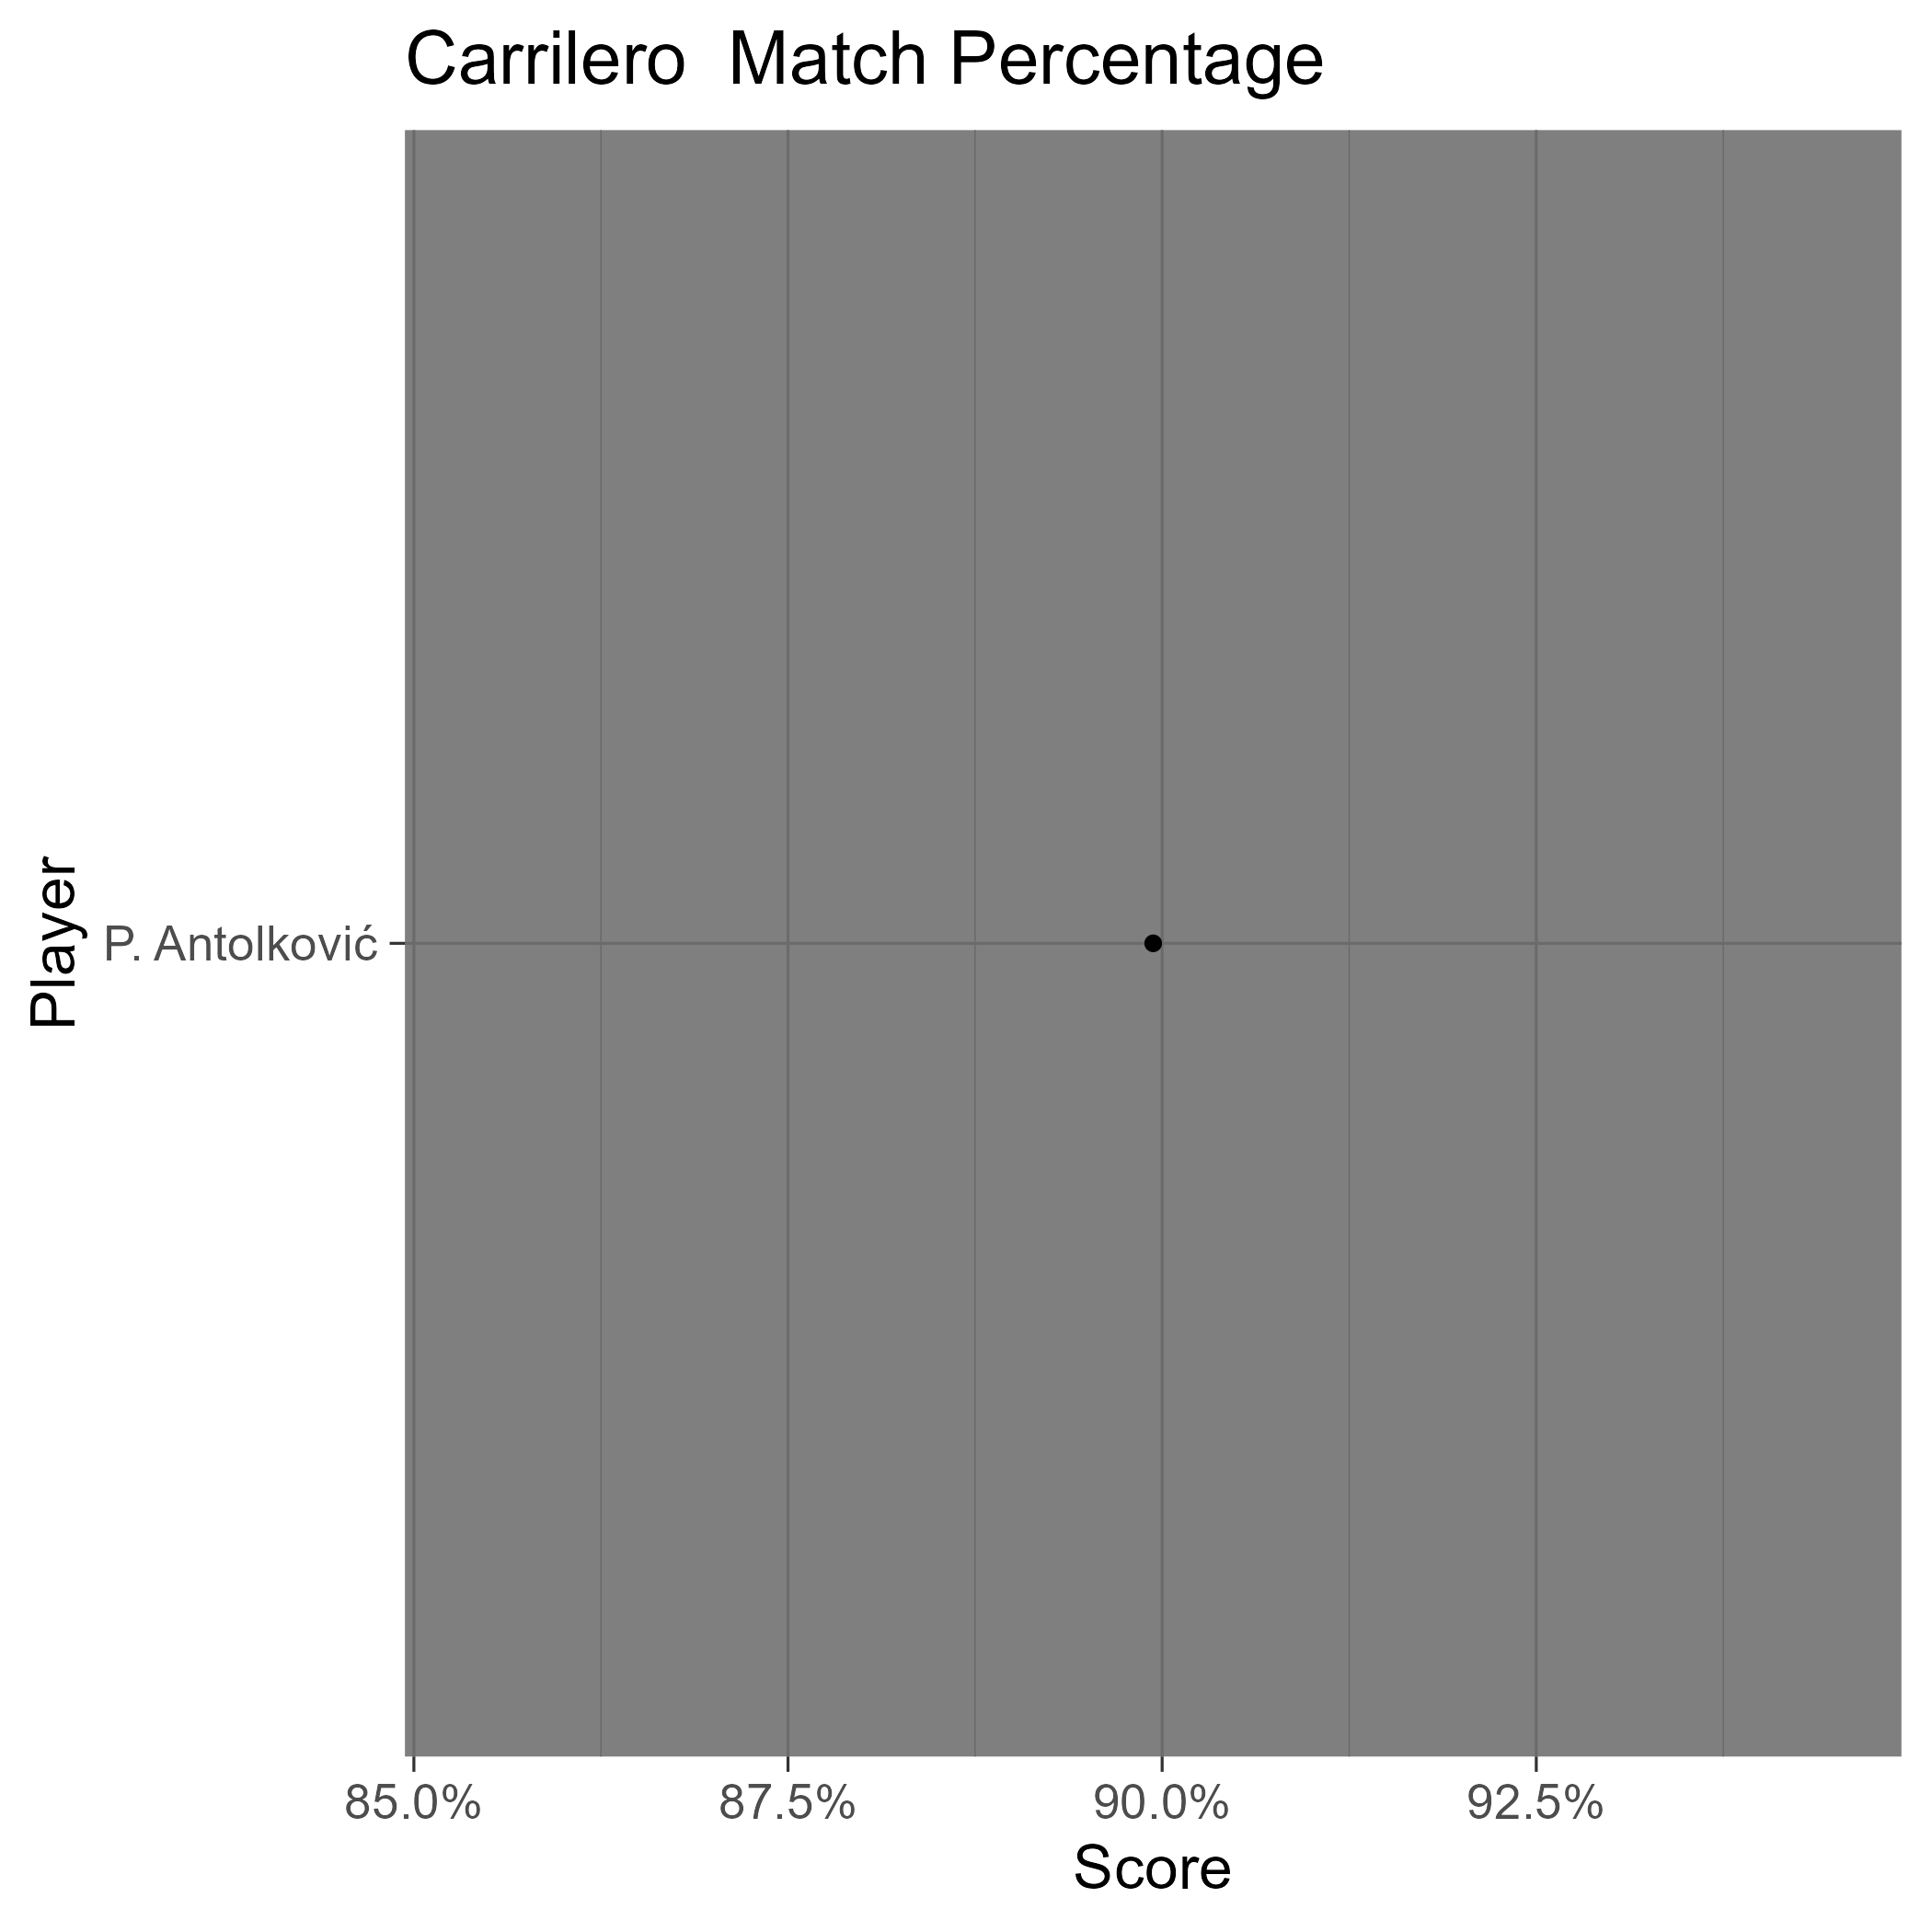 Carrilero  Match Percentage
Player
P. Antolković
85.0%
87.5%
90.0%
92.5%
Score